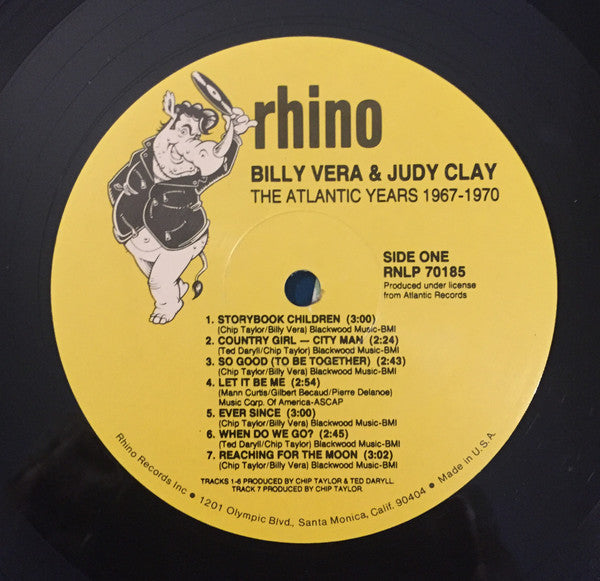 rhino
BILLY VERA & JUDY CLAY
THE ATLANTIC YEARS 1967-1970
SIDE ONE
RNLP 70185
Produced under license
from Atlantic Records
1. STORYBOOK CHILDREN (3:00)
(Chip Taylor/Billy Vera) Blackwood Music-BMI
2. COUNTRY GIRL — CITY MAN (2:24)
(Ted Daryll/Chip Taylor) Blackwood Music-BMI
3. SO GOOD (TO BE TOGETHER) (2:43)
(Chip Taylor/Billy Vera) Blackwood Music-BMI
4. LET IT BE ME (2:54)
(Mann Curtis/Gilbert Becaud/Pierre Delanoe)
Music Corp. Of America-ASCAP
5. EVER SINCE (3:00)
(Chip Taylor/Billy Vera) Blackwood Music-BMI
6. WHEN DO WE GO? (2:45)
(Ted Daryll/Chip Taylor) Blackwood Music-BMI
7. REACHING FOR THE MOON (3:02)
(Chip Taylor/Billy Vera) Blackwood Music-BMI
TRACKS 1-6 PRODUCED BY CHIP TAYLOR & TED DARYLL.
TRACK 7 PRODUCED BY CHIP TAYLOR.
Rhino Records Inc • 1201 Olympic Blvd., Santa Monica, Calif. 90404 • Made in U.S.A.